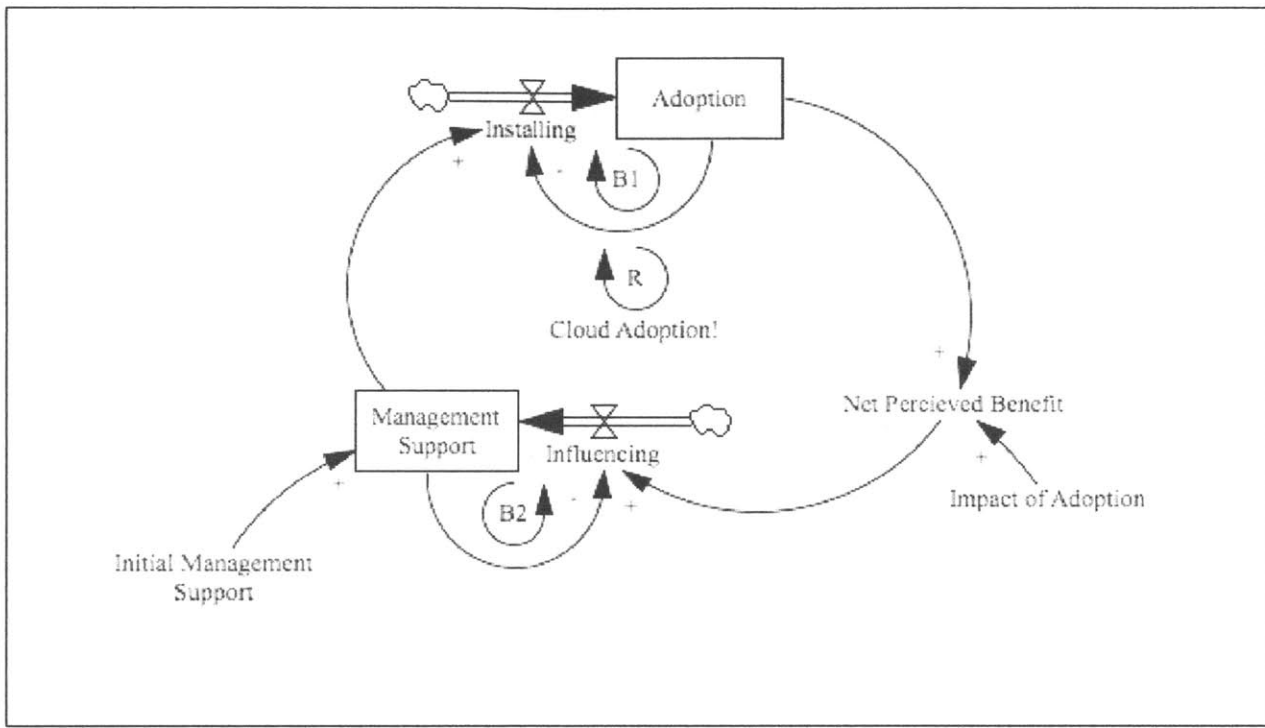 Adoption
Installing
+
-
B1
R
Cloud Adoption!
+
Management
Support
Net Percieved Benefit
Influencing
+
-
+
+
B2
Impact of Adoption
Initial Management
Support